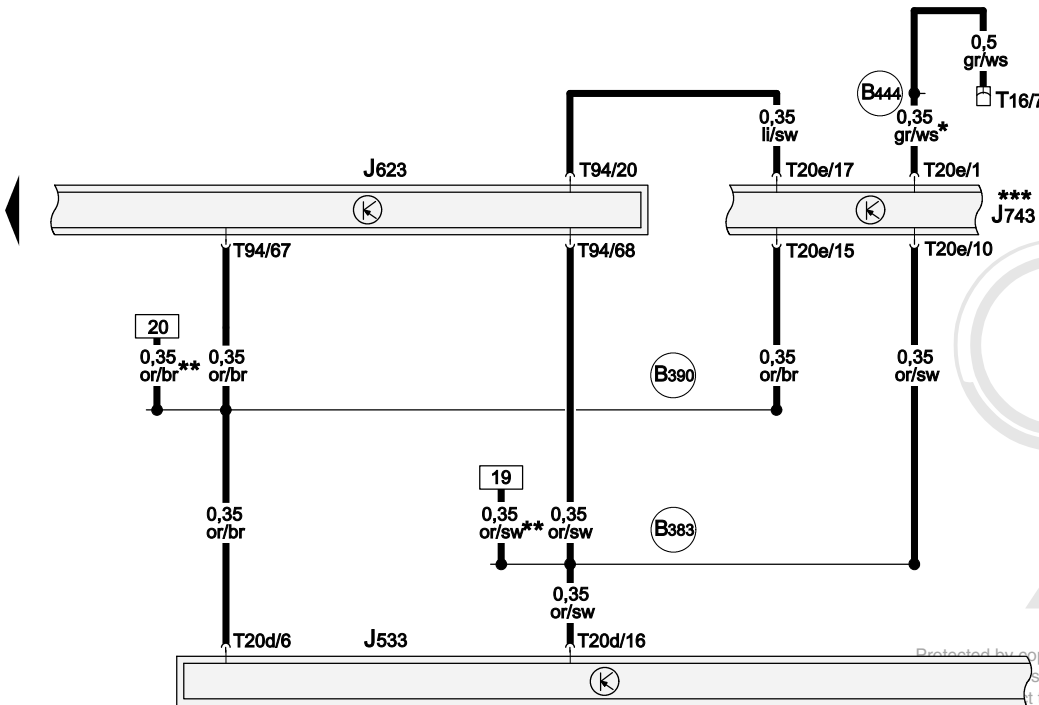 0,5
gr/ws
T16/7
B444
0,35
gr/ws*
0,35
li/sw
J623
T94/20
T20e/17
T20e/1
***
J743
T94/67
T94/68
T20e/15
T20e/10
20
0,35
or/br**
0,35
or/br
B390
0,35
or/br
0,35
or/sw
19
0,35
or/sw**
0,35
or/sw
B383
0,35
or/br
0,35
or/sw
T20d/6
J533
T20d/16
Protected by